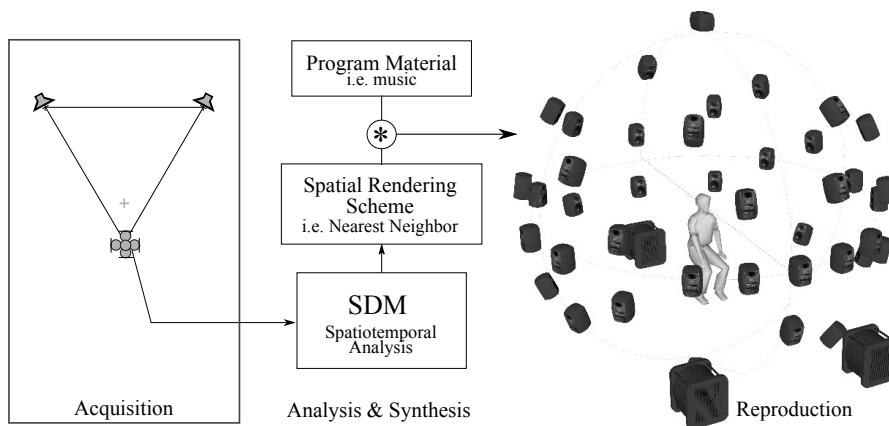 Program Material
i.e. music
*
Spatial Rendering
Scheme
i.e. Nearest Neighbor
SDM
Spatiotemporal
Analysis
Acquisition
Analysis & Synthesis
Reproduction